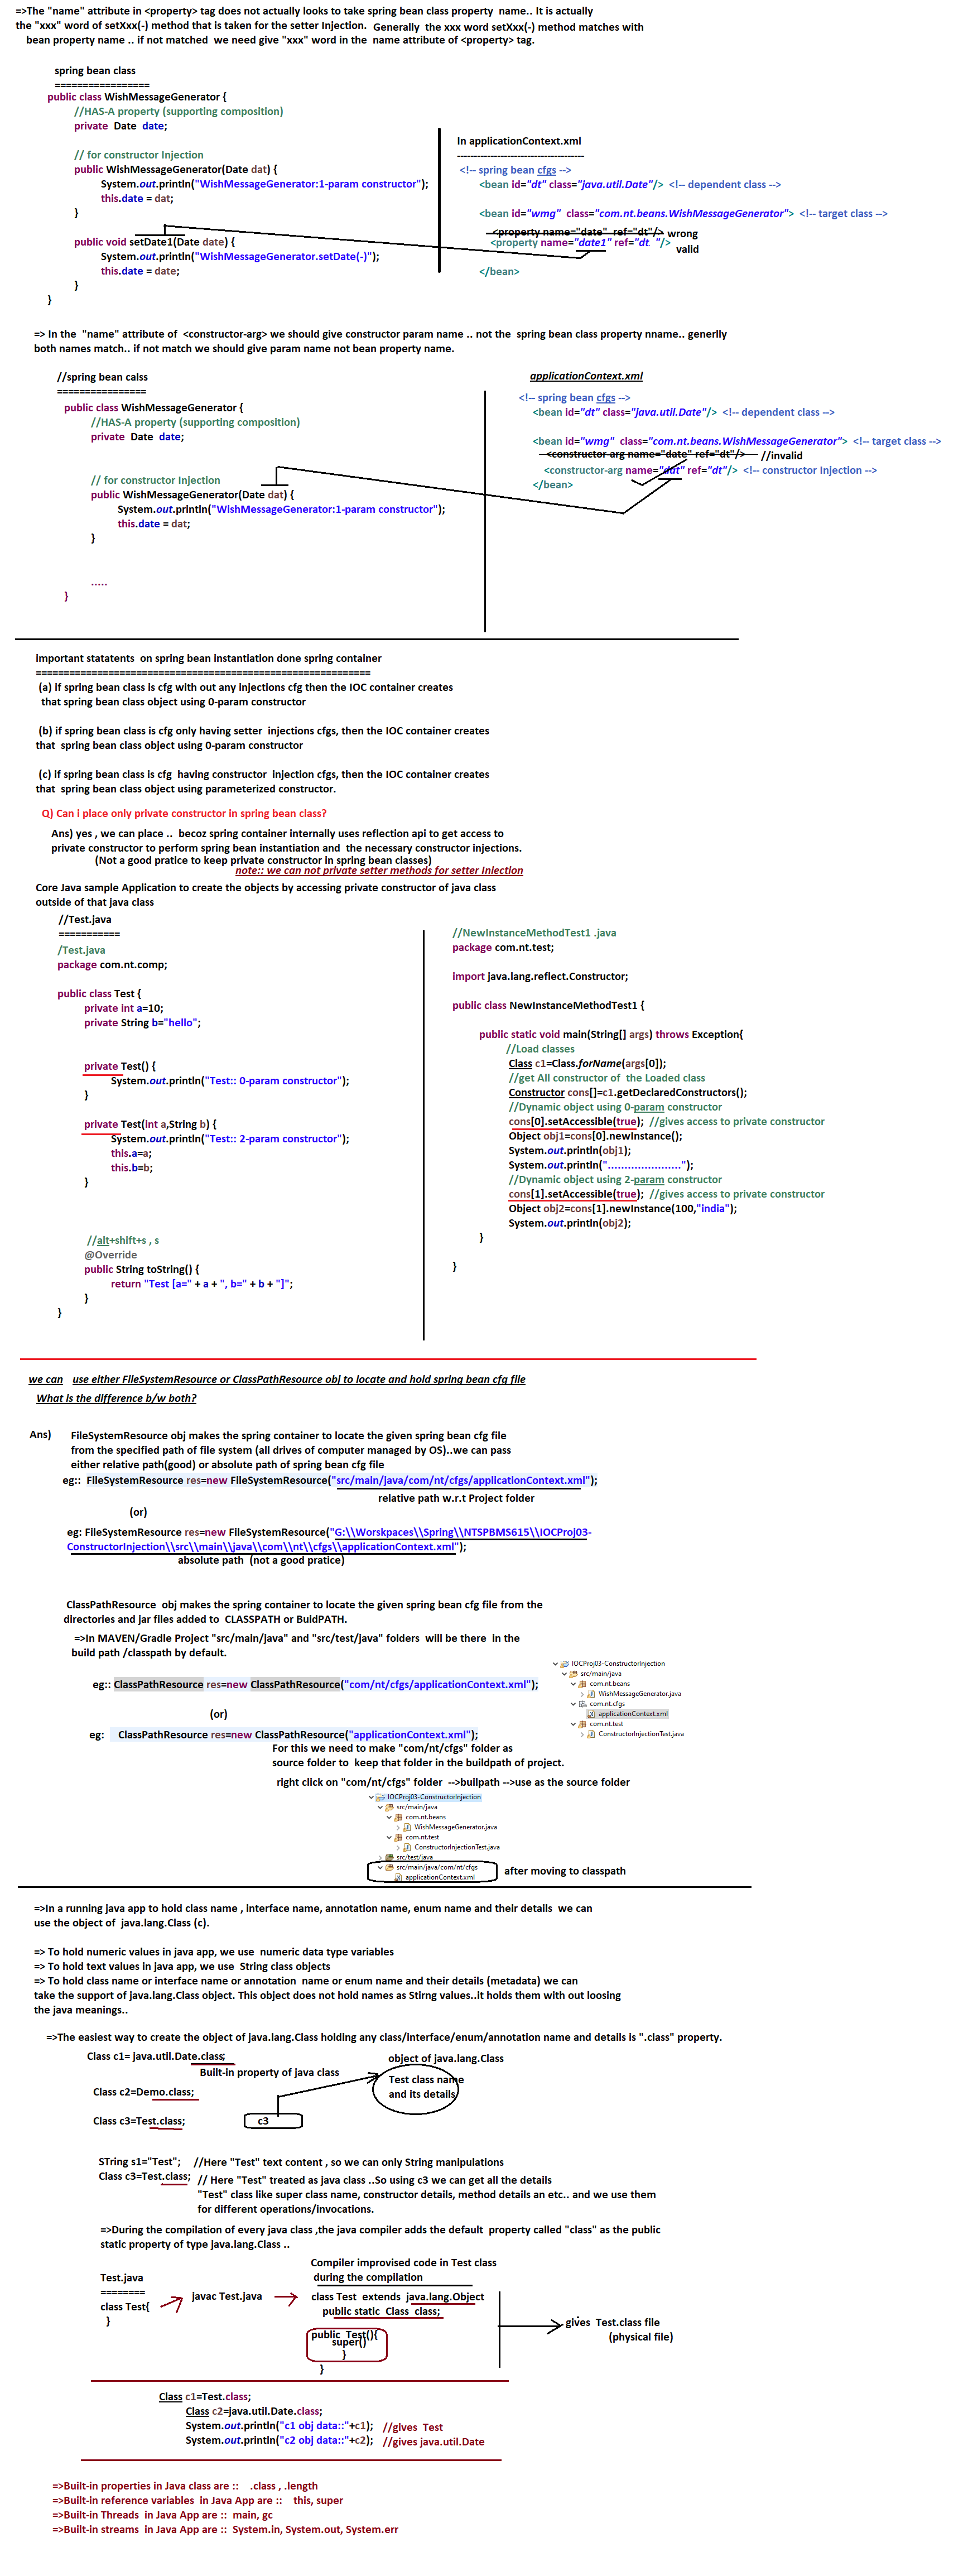 =>The "name" attribute in <property> tag does not actually looks to take spring bean class property  name.. It is actually
the "xxx" word of setXxx(-) method that is taken for the setter Injection.  Generally  the xxx word setXxx(-) method matches with
bean property name .. if not matched  we need give "xxx" word in the  name attribute of <property> tag.
spring bean class
=================
public class WishMessageGenerator {
//HAS-A property (supporting composition)
private  Date  date;
// for constructor Injection
public WishMessageGenerator(Date dat) {
System.out.println("WishMessageGenerator:1-param constructor");
this.date = dat;
}
public void setDate1(Date date) {
System.out.println("WishMessageGenerator.setDate(-)");
this.date = date;
}
}
In applicationContext.xml
--------------------------------------
<!-- spring bean cfgs -->
<bean id="dt" class="java.util.Date"/>  <!-- dependent class -->
<bean id="wmg"  class="com.nt.beans.WishMessageGenerator">  <!-- target class -->
<property name="date"  ref="dt"/> wrong
<property name="date1" ref="dt  "/>
valid
</bean>
=> In the  "name" attribute of  <constructor-arg> we should give constructor param name .. not the  spring bean class property nname.. generlly
both names match.. if not match we should give param name not bean property name.
//spring bean calss
================
public class WishMessageGenerator {
//HAS-A property (supporting composition)
private  Date  date;
// for constructor Injection
public WishMessageGenerator(Date dat) {
System.out.println("WishMessageGenerator:1-param constructor");
this.date = dat;
}
.....
}
applicationContext.xml
<!-- spring bean cfgs -->
<bean id="dt" class="java.util.Date"/>  <!-- dependent class -->
<bean id="wmg"  class="com.nt.beans.WishMessageGenerator">  <!-- target class -->
<constructor-arg name="date" ref="dt"/>  //invalid
<constructor-arg name="dat" ref="dt"/>  <!-- constructor Injection -->
</bean>
important statatents  on spring bean instantiation done spring container
============================================================
(a) if spring bean class is cfg with out any injections cfg then the IOC container creates
that spring bean class object using 0-param constructor
(b) if spring bean class is cfg only having setter  injections cfgs, then the IOC container creates
that  spring bean class object using 0-param constructor
(c) if spring bean class is cfg  having constructor  injection cfgs, then the IOC container creates
that  spring bean class object using parameterized constructor.
Q) Can i place only private constructor in spring bean class?
Ans) yes , we can place ..  becoz spring container internally uses reflection api to get access to
private constructor to perform spring bean instantiation and  the necessary constructor injections.
(Not a good pratice to keep private constructor in spring bean classes)
note:: we can not private setter methods for setter Iniection
Core Java sample Application to create the objects by accessing private constructor of java class
outside of that java class
//Test.java
===========
/Test.java
package com.nt.comp;
public class Test {
private int a=10;
private String b="hello";
private Test() {
System.out.println("Test:: 0-param constructor");
}
private Test(int a,String b) {
System.out.println("Test:: 2-param constructor");
this.a=a;
this.b=b;
}
//alt+shift+s , s
@Override
public String toString() {
return "Test [a=" + a + ", b=" + b + "]";
}
}
//NewInstanceMethodTest1 .java
package com.nt.test;
import java.lang.reflect.Constructor;
public class NewInstanceMethodTest1 {
public static void main(String[] args) throws Exception{
//Load classes
Class c1=Class.forName(args[0]);
//get All constructor of  the Loaded class
Constructor cons[]=c1.getDeclaredConstructors();
//Dynamic object using 0-param constructor
cons[0].setAccessible(true);  //gives access to private constructor
Object obj1=cons[0].newInstance();
System.out.println(obj1);
System.out.println("......................");
//Dynamic object using 2-param constructor
cons[1].setAccessible(true);  //gives access to private constructor
Object obj2=cons[1].newInstance(100,"india");
System.out.println(obj2);
}
}
we can   use either FileSystemResource or ClassPathResource obj to locate and hold spring bean cfg file
What is the difference b/w both?
Ans)   FileSystemResource obj makes the spring container to locate the given spring bean cfg file
from the specified path of file system (all drives of computer managed by OS)..we can pass
either relative path(good) or absolute path of spring bean cfg file
eg::  FileSystemResource res=new FileSystemResource("src/main/java/com/nt/cfgs/applicationContext.xml");
relative path w.r.t Project folder
(or)
eg: FileSystemResource res=new FileSystemResource("G:\\Worskpaces\\Spring\\NTSPBMS615\\IOCProj03-
ConstructorInjection\\src\\main\\java\\com\\nt\\cfgs\\applicationContext.xml");
absolute path  (not a good pratice)
ClassPathResource  obj makes the spring container to locate the given spring bean cfg file from the
directories and jar files added to  CLASSPATH or BuidPATH.
=>In MAVEN/Gradle Project "src/main/java" and "src/test/java" folders  will be there  in the
build path /classpath by default.
eg:: ClassPathResource res=new ClassPathResource("com/nt/cfgs/applicationContext.xml");
(or)
eg:    ClassPathResource res=new ClassPathResource("applicationContext.xml");
For this we need to make "com/nt/cfgs" folder as
source folder to  keep that folder in the buildpath of project.
right click on "com/nt/cfgs" folder  -->builpath -->use as the source folder
IOCProj03-ConstructorInjection
src/main/java
com.nt.beans
WishMessageGenerator.java
com.nt.cfgs
applicationContext.xml
com.nt.test
ConstructorInjectionTest.java
IOCProj03-ConstructorInjection
src/main/java
com.nt.beans
WishMessageGenerator.java
com.nt.test
ConstructorInjectionTest.java
src/test/java
src/main/java/com/nt/cfgs
applicationContext.xml
after moving to classpath
=>In a running java app to hold class name , interface name, annotation name, enum name and their details  we can
use the object of  java.lang.Class (c).
=> To hold numeric values in java app, we use  numeric data type variables
=> To hold text values in java app, we use  String class objects
=> To hold class name or interface name or annotation  name or enum name and their details (metadata) we can
take the support of java.lang.Class object. This object does not hold names as Stirng values..it holds them with out loosing
the java meanings..
=>The easiest way to create the object of java.lang.Class holding any class/interface/enum/annotation name and details is ".class" property.
Class c1= java.util.Date.class;
Built-in property of java class
Class c2=Demo.class;
Class c3=Test.class;
c3
object of java.lang.Class
Test class name
and its details
STring s1="Test";    //Here "Test" text content , so we can only String manipulations
Class c3=Test.class;  // Here "Test" treated as java class ..So using c3 we can get all the details
"Test" class like super class name, constructor details, method details an etc.. and we use them
for different operations/invocations.
=>During the compilation of every java class ,the java compiler adds the default  property called "class" as the public
static property of type java.lang.Class ..
Test.java
========
class Test{
}
javac Test.java
Compiler improvised code in Test class
during the compilation
class Test  extends  java.lang.Object
public static  Class  class;
public  Test(){
super()
}
}
gives  Test.class file
(physical file)
Class c1=Test.class;
Class c2=java.util.Date.class;
System.out.println("c1 obj data::"+c1);   //gives  Test
System.out.println("c2 obj data::"+c2);   //gives java.util.Date
=>Built-in properties in Java class are ::    .class , .length
=>Built-in reference variables  in Java App are ::    this, super
=>Built-in Threads  in Java App are ::  main, gc
=>Built-in streams  in Java App are ::  System.in, System.out, System.err